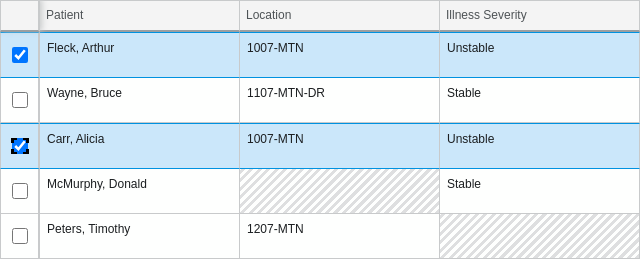 Patient Location Illness Severity
Fleck, Arthur 1007-MTN Unstable
Wayne, Bruce 1107-MTN-DR Stable
Carr, Alicia 1007-MTN Unstable
McMurphy, Donald Stable
Peters, Timothy 1207-MTN